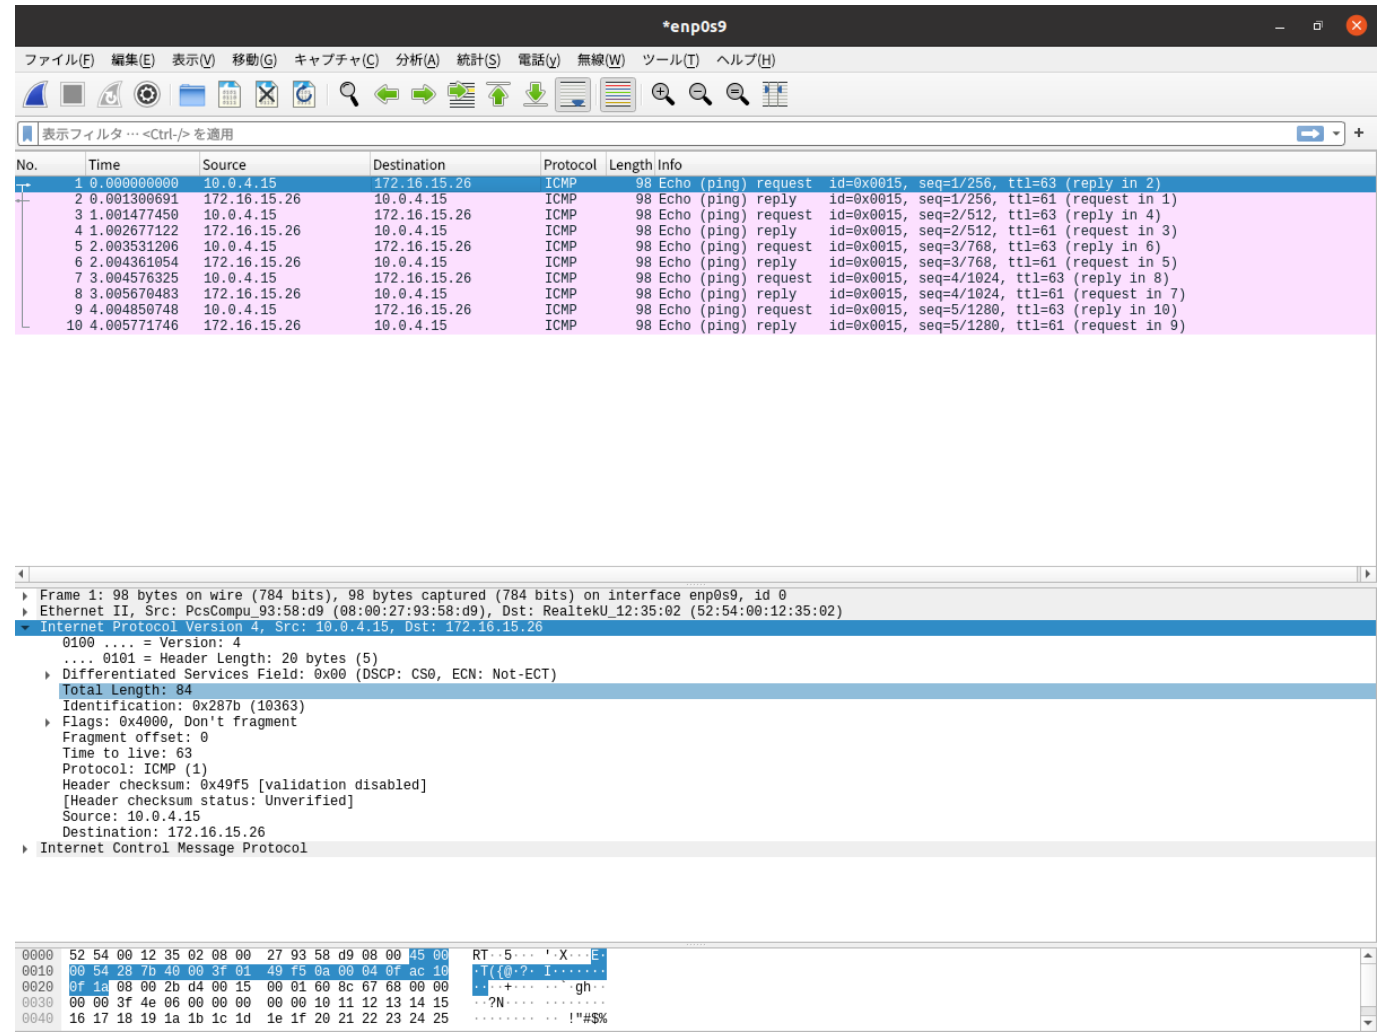 *enp0s9
ファイル(F) 編集(E) 表示(V) 移動(G) キャプチャ(C) 分析(A) 統計(S) 電話(y) 無線(W) ツール(T) ヘルプ(H)
表示フィルタ … <Ctrl-/> を適用
No. Time Source Destination Protocol Length Info
1 0.000000000 10.0.4.15 172.16.15.26 ICMP 98 Echo (ping) request id=0x0015, seq=1/256, ttl=63 (reply in 2)
2 0.001300691 172.16.15.26 10.0.4.15 ICMP 98 Echo (ping) reply id=0x0015, seq=1/256, ttl=61 (request in 1)
3 1.001477450 10.0.4.15 172.16.15.26 ICMP 98 Echo (ping) request id=0x0015, seq=2/512, ttl=63 (reply in 4)
4 1.002677122 172.16.15.26 10.0.4.15 ICMP 98 Echo (ping) reply id=0x0015, seq=2/512, ttl=61 (request in 3)
5 2.003531206 10.0.4.15 172.16.15.26 ICMP 98 Echo (ping) request id=0x0015, seq=3/768, ttl=63 (reply in 6)
6 2.004361054 172.16.15.26 10.0.4.15 ICMP 98 Echo (ping) reply id=0x0015, seq=3/768, ttl=61 (request in 5)
7 3.004576325 10.0.4.15 172.16.15.26 ICMP 98 Echo (ping) request id=0x0015, seq=4/1024, ttl=63 (reply in 8)
8 3.005670483 172.16.15.26 10.0.4.15 ICMP 98 Echo (ping) reply id=0x0015, seq=4/1024, ttl=61 (request in 7)
9 4.004850748 10.0.4.15 172.16.15.26 ICMP 98 Echo (ping) request id=0x0015, seq=5/1280, ttl=63 (reply in 10)
10 4.005771746 172.16.15.26 10.0.4.15 ICMP 98 Echo (ping) reply id=0x0015, seq=5/1280, ttl=61 (request in 9)
Frame 1: 98 bytes on wire (784 bits), 98 bytes captured (784 bits) on interface enp0s9, id 0
Ethernet II, Src: PcsCompu_93:58:d9 (08:00:27:93:58:d9), Dst: RealtekU_12:35:02 (52:54:00:12:35:02)
Internet Protocol Version 4, Src: 10.0.4.15, Dst: 172.16.15.26
0100 .... = Version: 4
.... 0101 = Header Length: 20 bytes (5)
Differentiated Services Field: 0x00 (DSCP: CS0, ECN: Not-ECT)
Total Length: 84
Identification: 0x287b (10363)
Flags: 0x4000, Don't fragment
Fragment offset: 0
Time to live: 63
Protocol: ICMP (1)
Header checksum: 0x49f5 [validation disabled]
[Header checksum status: Unverified]
Source: 10.0.4.15
Destination: 172.16.15.26
Internet Control Message Protocol
0000 52 54 00 12 35 02 08 00 27 93 58 d9 08 00 45 00 RT··5··· '·X···E·
0010 00 54 28 7b 40 00 3f 01 49 f5 0a 00 04 0f ac 10 ·T({@·?· I·······
0020 0f 1a 08 00 2b d4 00 15 00 01 60 8c 67 68 00 00 ····+··· ··`·gh··
0030 00 00 3f 4e 06 00 00 00 00 00 10 11 12 13 14 15 ··?N···· ········
0040 16 17 18 19 1a 1b 1c 1d 1e 1f 20 21 22 23 24 25 ········ ·· !"#$%